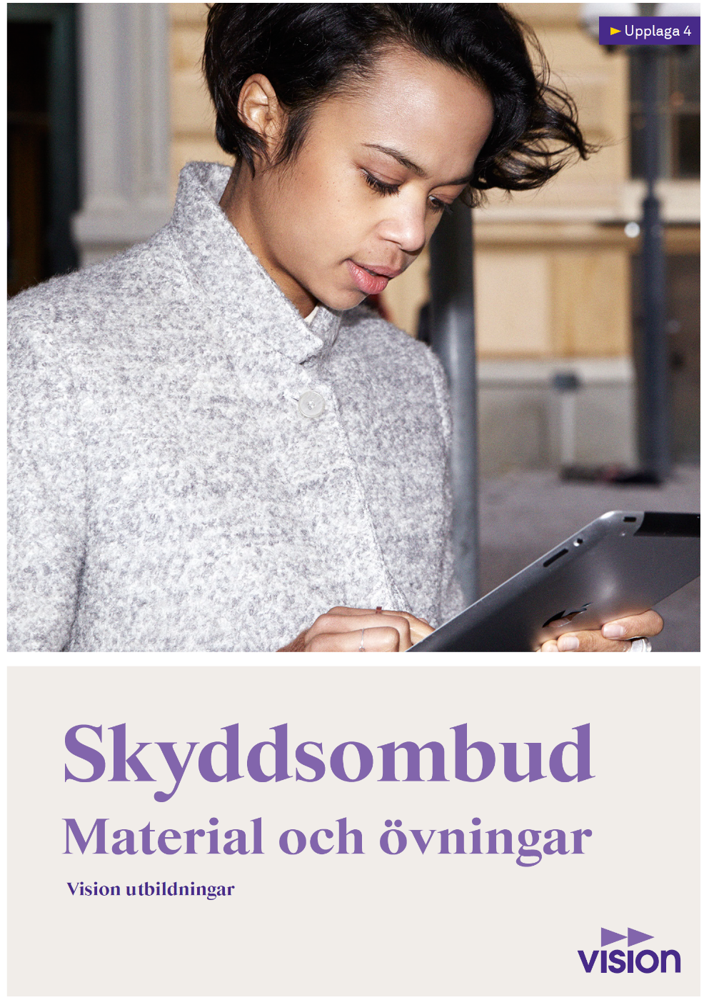 Upplaga 4
Skyddsombud
Material och övningar
Vision utbildningar
vision